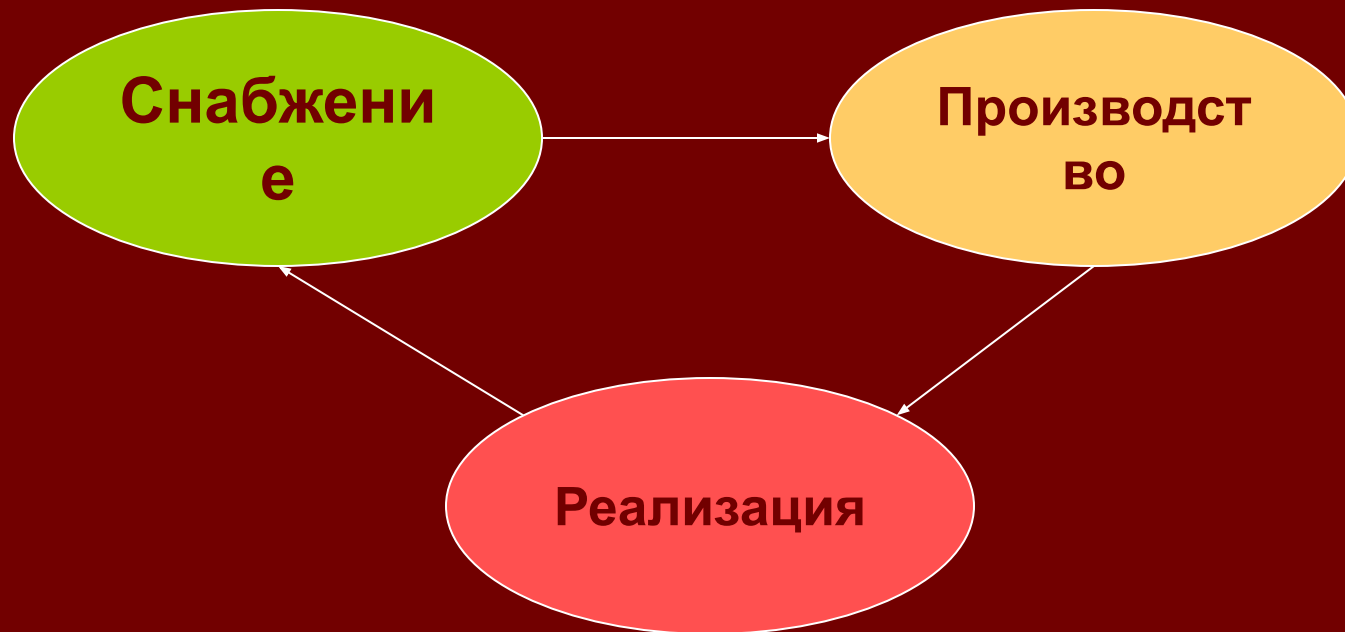 Снабжени
е
Производст
во
Реализация